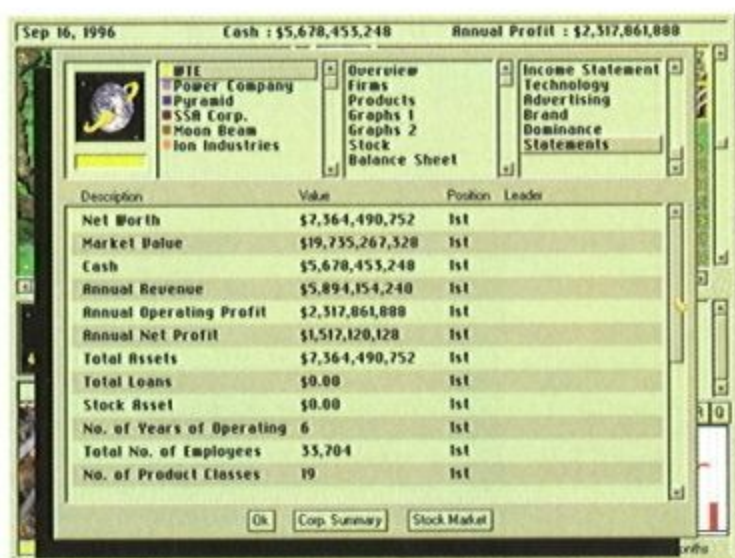 Sep 16, 1996 Cash : $5,678,453,248 Annual Profit : $2,317,861,888
WTE
Power Company
Pyramid
SSA Corp.
Moon Beam
Ion Industries
Overview
Firms
Products
Graphs 1
Graphs 2
Stock
Balance Sheet
Income Statement
Technology
Advertising
Brand
Dominance
Statements
Description Value Position Leader
Net Worth $7,364,490,752 1st
Market Value $19,735,267,328 1st
Cash $5,678,453,248 1st
Annual Revenue $5,894,154,240 1st
Annual Operating Profit $2,317,861,888 1st
Annual Net Profit $1,517,120,128 1st
Total Assets $7,364,490,752 1st
Total Loans $0.00 1st
Stock Asset $0.00 1st
No. of Years of Operating 6 1st
Total No. of Employees 33,704 1st
No. of Product Classes 19 1st
R Q
Ok Corp. Summary Stock Market